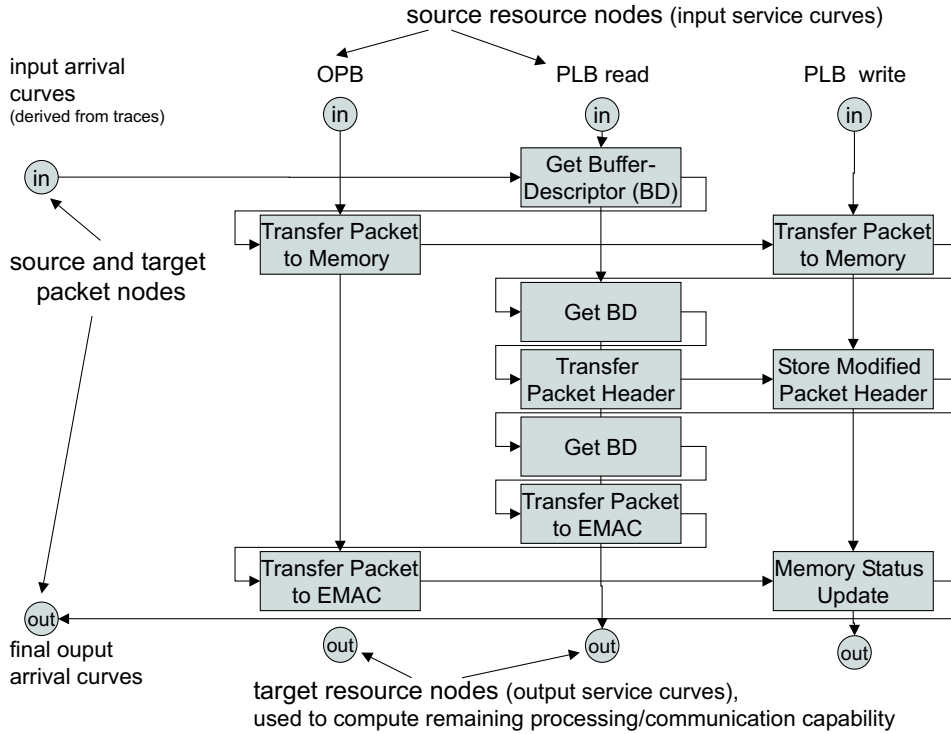 source resource nodes (input service curves)
input arrival
curves
(derived from traces)
OPB
PLB read
PLB write
in
in
in
in
Get Buffer-
Descriptor (BD)
Transfer Packet
to Memory
Transfer Packet
to Memory
source and target
packet nodes
Get BD
Transfer
Packet Header
Store Modified
Packet Header
Get BD
Transfer Packet
to EMAC
Transfer Packet
to EMAC
Memory Status
Update
out
final ouput
arrival curves
out
out
out
target resource nodes (output service curves),
used to compute remaining processing/communication capability